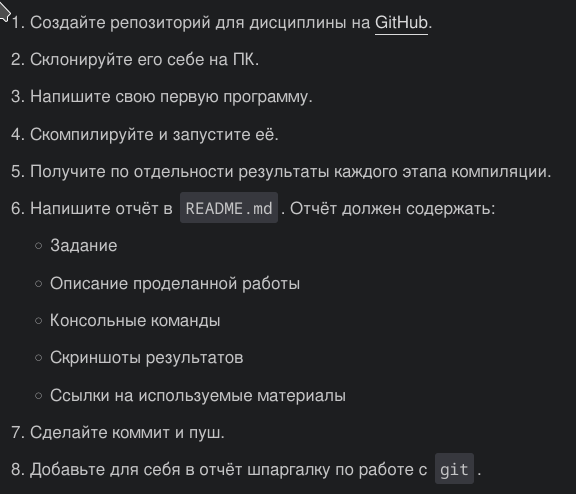 1. Создайте репозиторий для дисциплины на GitHub.
2. Склонируйте его себе на ПК.
3. Напишите свою первую программу.
4. Скомпилируйте и запустите её.
5. Получите по отдельности результаты каждого этапа компиляции.
6. Напишите отчёт в README.md. Отчёт должен содержать:
○ Задание
○ Описание проделанной работы
○ Консольные команды
○ Скриншоты результатов
○ Ссылки на используемые материалы
7. Сделайте коммит и пуш.
8. Добавьте для себя в отчёт шпаргалку по работе с git.